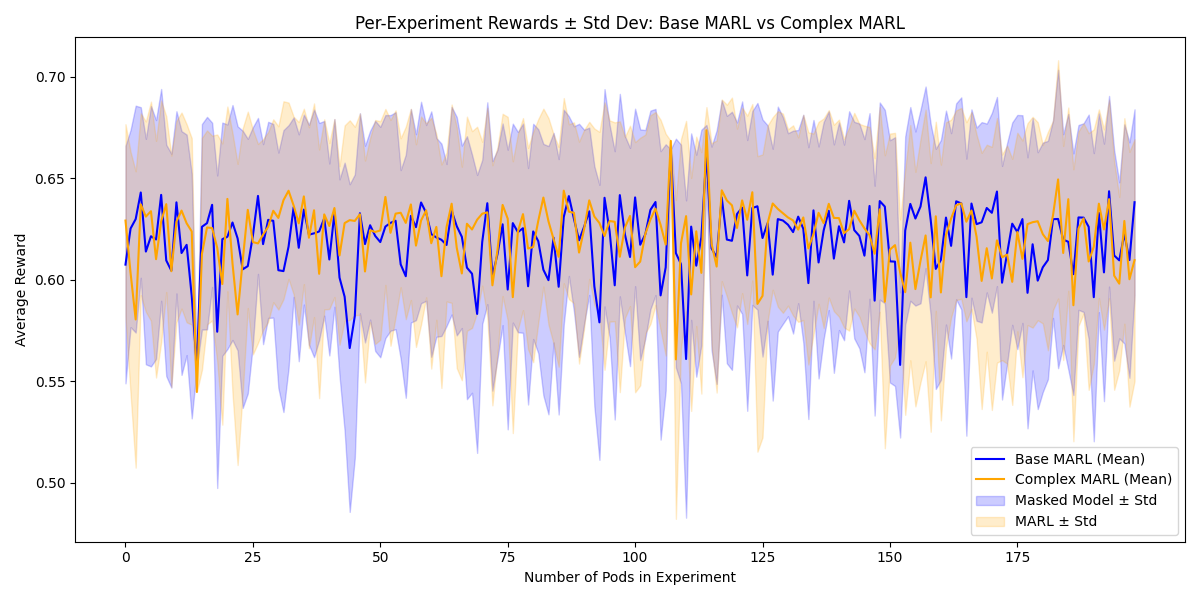 Per-Experiment Rewards ± Std Dev: Base MARL vs Complex MARL
Average Reward
0.70
0.65
0.60
0.55
0.50
0 25 50 75 100 125 150 175
Number of Pods in Experiment
Base MARL (Mean)
Complex MARL (Mean)
Masked Model ± Std
MARL ± Std